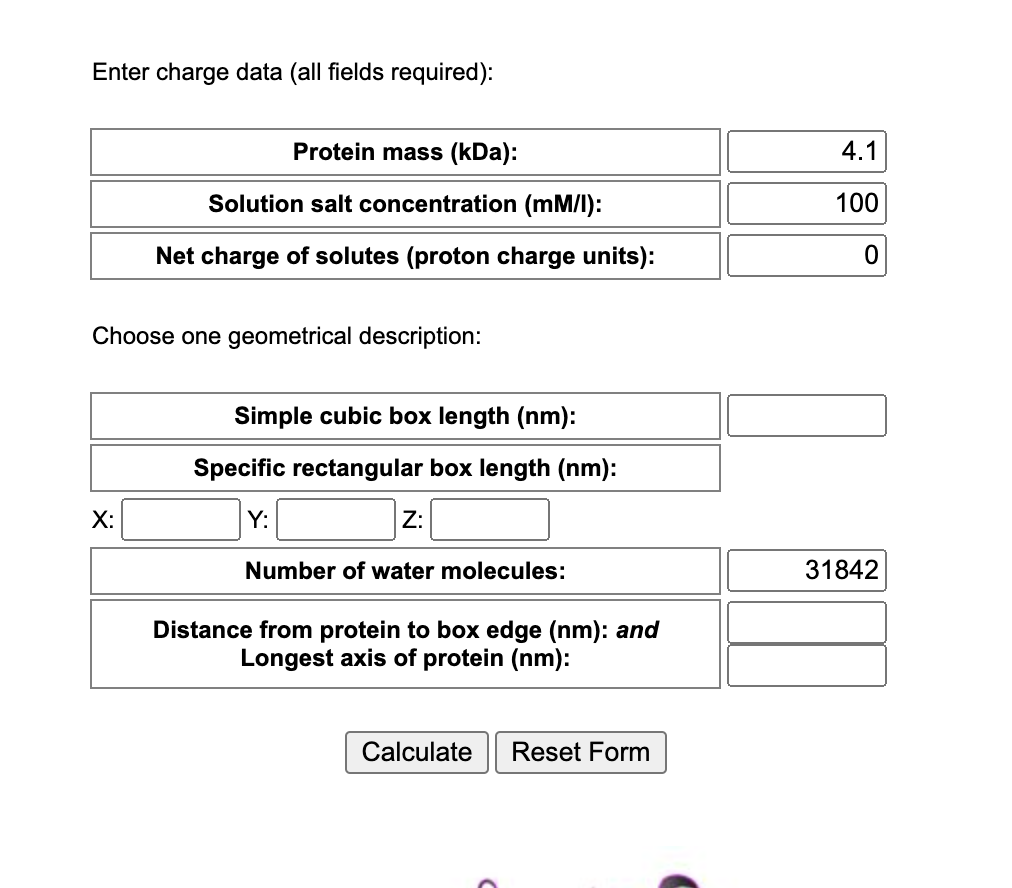 Enter charge data (all fields required):
Protein mass (kDa): 4.1
Solution salt concentration (mM/l): 100
Net charge of solutes (proton charge units): 0
Choose one geometrical description:
Simple cubic box length (nm):
Specific rectangular box length (nm):
X: Y: Z:
Number of water molecules: 31842
Distance from protein to box edge (nm): and
Longest axis of protein (nm):
Calculate Reset Form